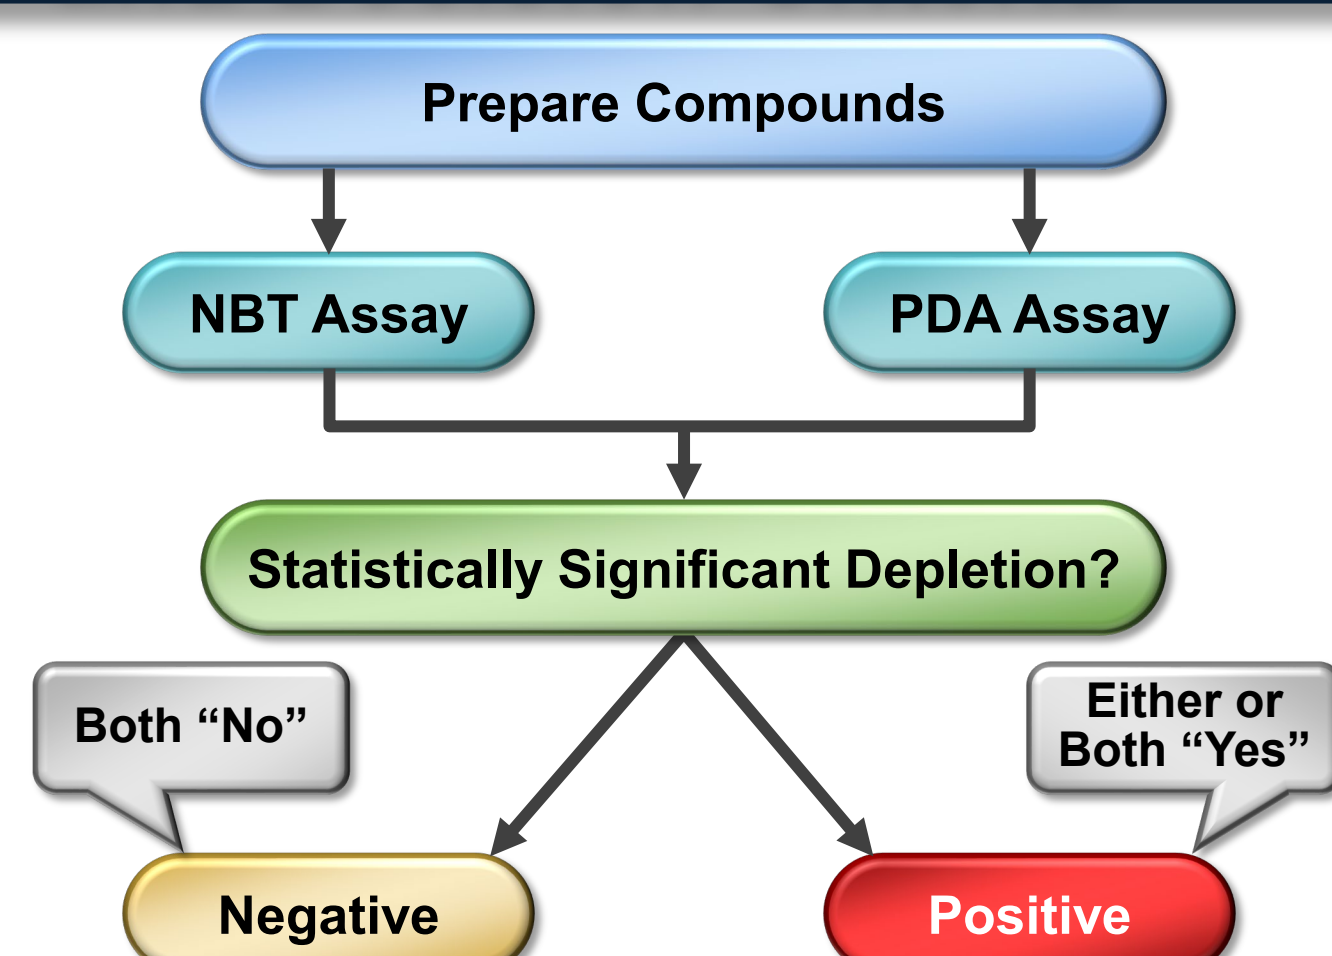 Prepare Compounds
NBT Assay
PDA Assay
Statistically Significant Depletion?
Both “No”
Either or
Both “Yes”
Negative
Positive